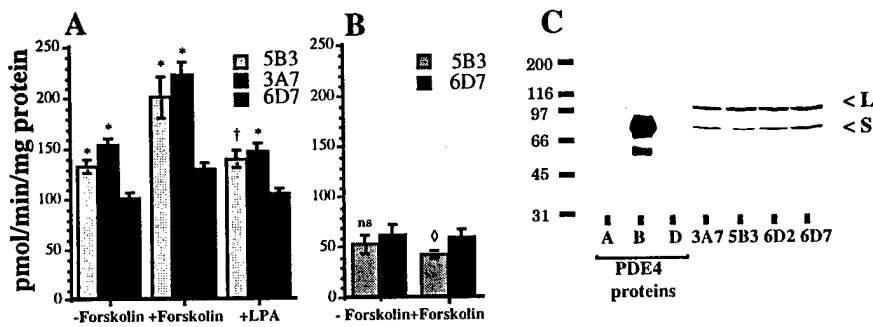 A
B
C
pmol/min/mg protein
250
200
150
100
50
0
*
*
*
*
†
*
5B3
3A7
6D7
-Forskolin
+Forskolin
+LPA
250
200
150
100
50
0
ns
◊
5B3
6D7
- Forskolin
+Forskolin
200
116
97
66
45
31
< L
< S
A
B
D
3A7
5B3
6D2
6D7
PDE4
proteins